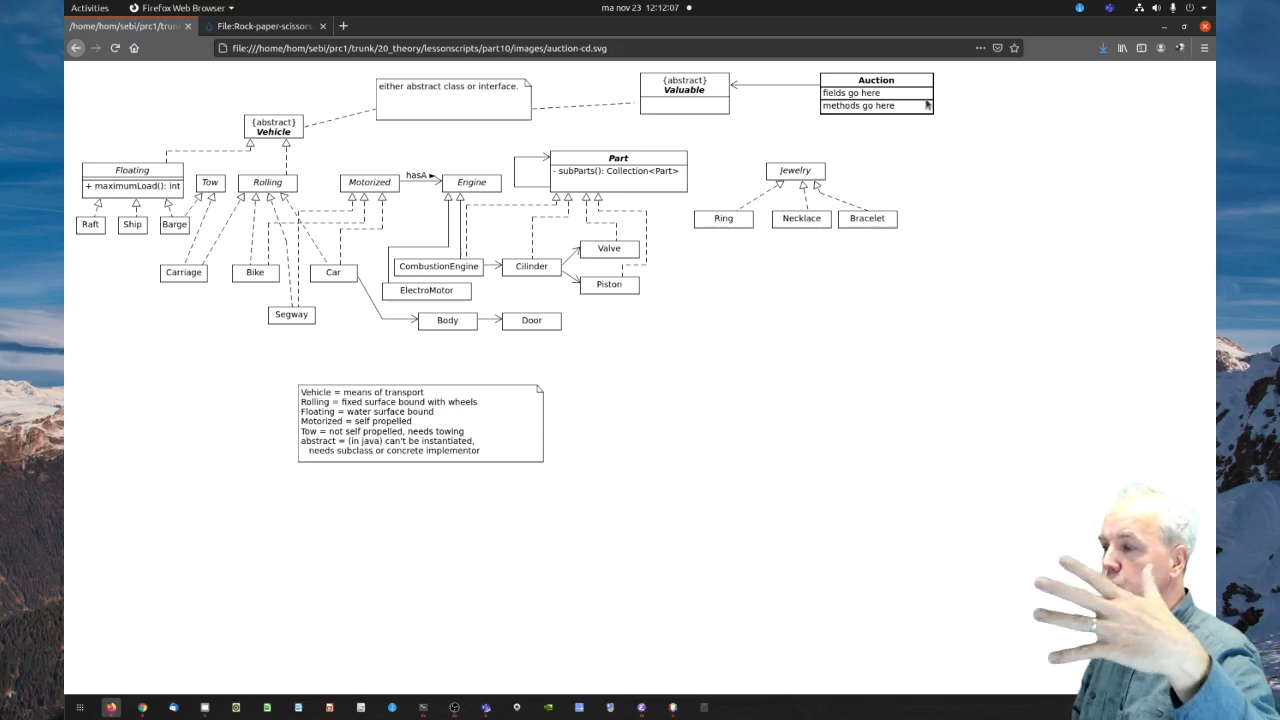 Activities
Firefox Web Browser
ma nov 23 12:12:07
/home/hom/sebi/prc1/trunk
File:Rock-paper-scissors
file:///home/hom/sebi/prc1/trunk/20_theory/lessonscripts/part10/images/auction-cd.svg
either abstract class or interface.
{abstract}
Valuable
Auction
fields go here
methods go here
{abstract}
Vehicle
Floating
+ maximumLoad(): int
Tow
Rolling
Motorized
hasA ►
Engine
Part
- subParts(): Collection<Part>
Jewelry
Raft
Ship
Barge
Ring
Necklace
Bracelet
Carriage
Bike
Car
CombustionEngine
Cilinder
Valve
Piston
ElectroMotor
Segway
Body
Door
Vehicle = means of transport
Rolling = fixed surface bound with wheels
Floating = water surface bound
Motorized = self propelled
Tow = not self propelled, needs towing
abstract = (in java) can't be instantiated,
needs subclass or concrete implementor